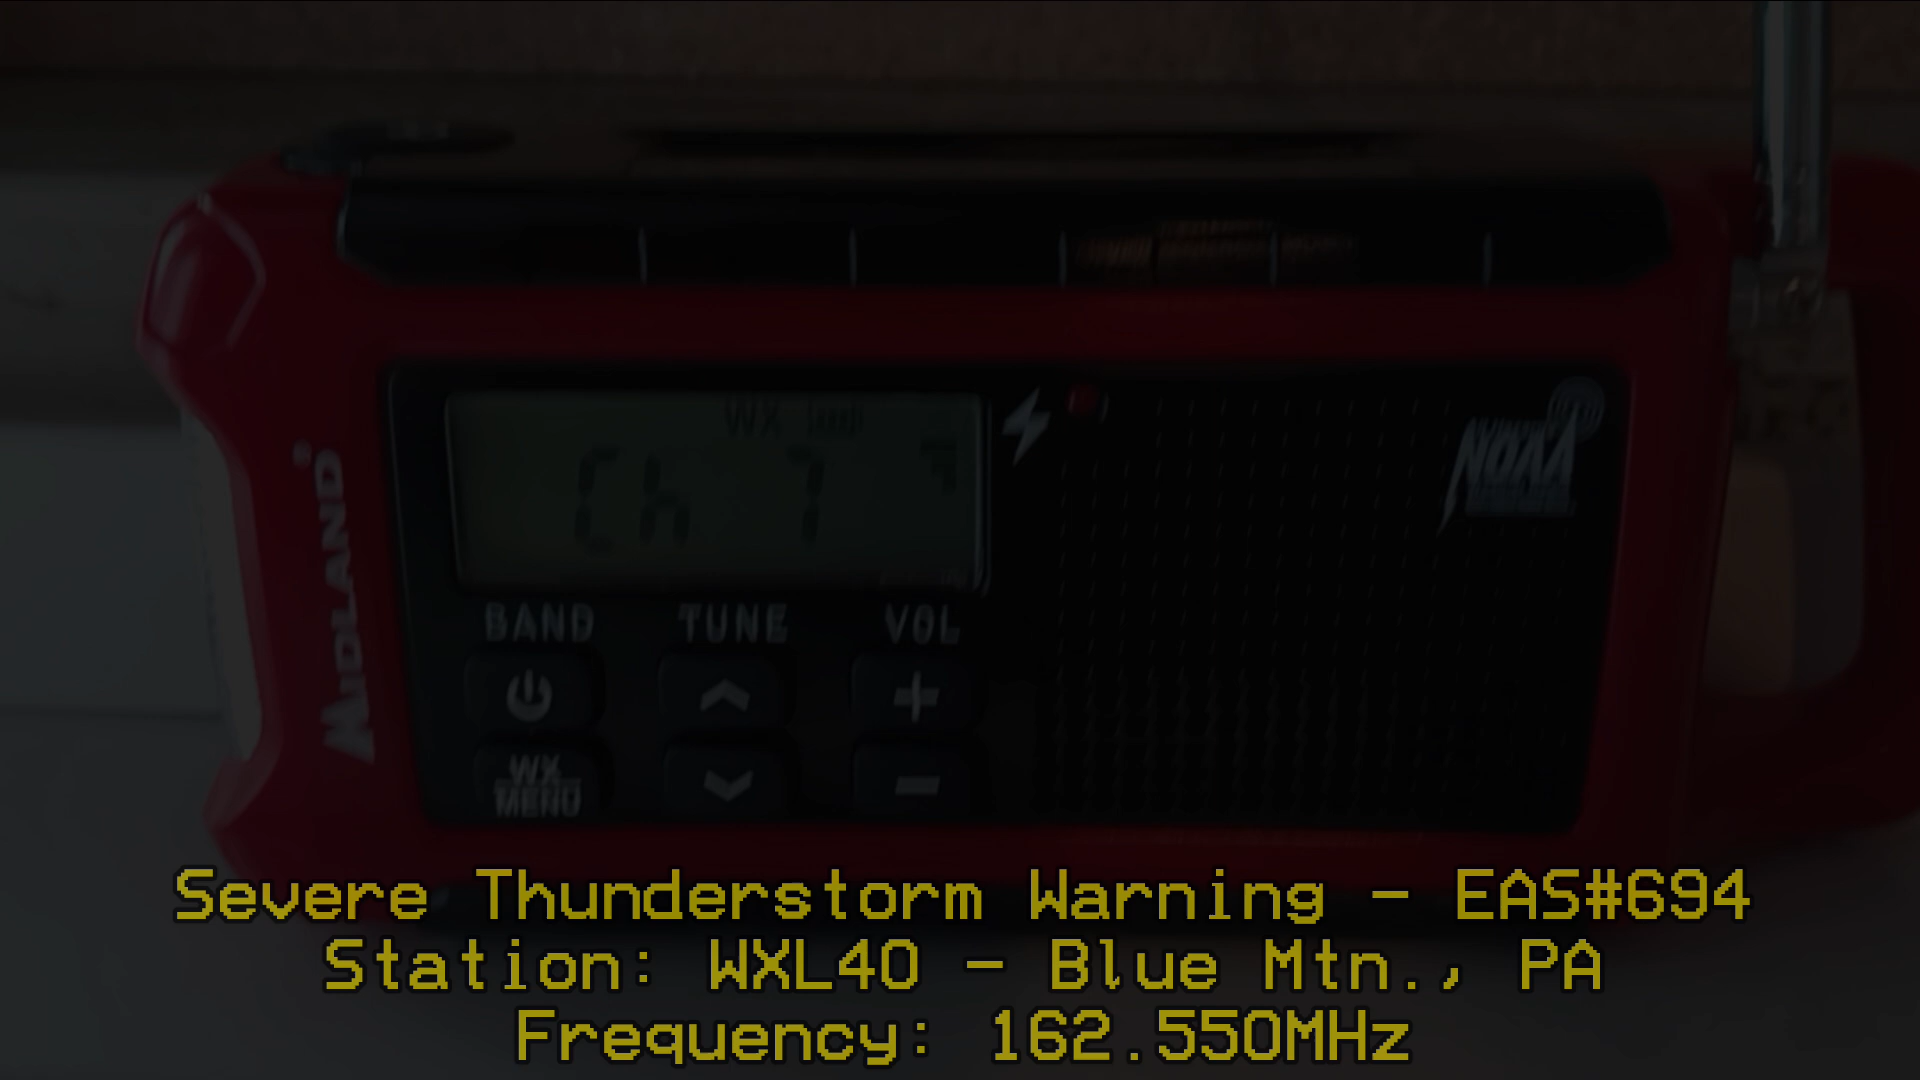 WX
Ch 7
NOAA
MIDLAND
BAND TUNE VOL
WX
MENU
Severe Thunderstorm Warning - EAS#694
Station: WXL40 - Blue Mtn., PA
Frequency: 162.550MHz